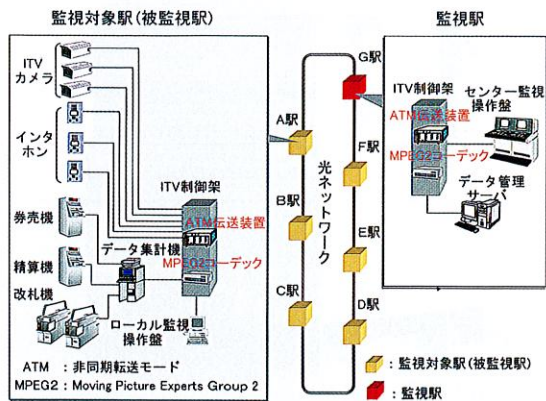 監視対象駅(被監視駅)
ITV
カメラ
インタ
ホン
券売機
精算機
改札機
データ集計機
ITV制御架
ATM伝送装置
MPEG2コーデック
ローカル監視
操作盤
ATM : 非同期転送モード
MPEG2 : Moving Picture Experts Group 2
A駅
B駅
C駅
光ネットワーク
G駅
F駅
E駅
D駅
監視駅
ITV制御架
ATM伝送装置
MPEG2コーデック
センター監視
操作盤
データ管理
サーバ
: 監視対象駅(被監視駅)
: 監視駅